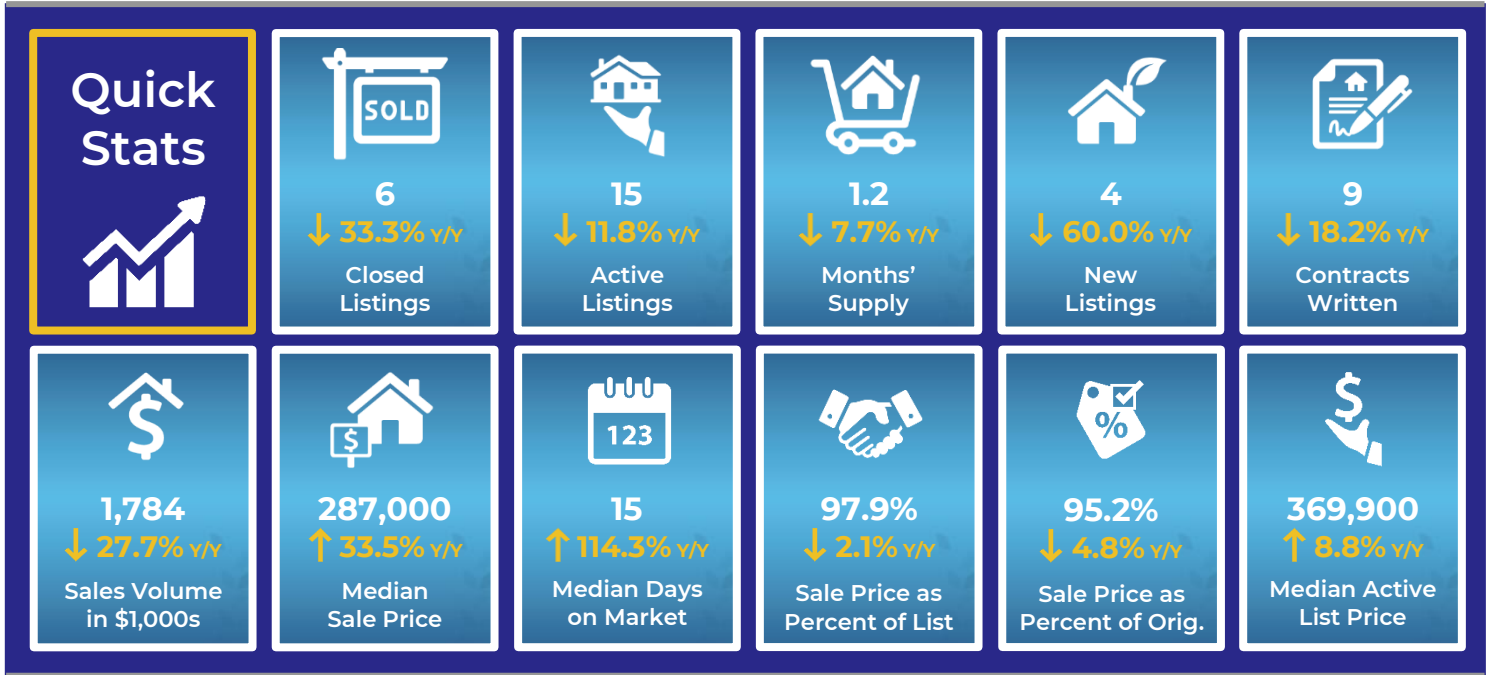 Quick
Stats
SOLD
6
↓ 33.3% Y/Y
Closed
Listings
15
↓ 11.8% Y/Y
Active
Listings
1.2
↓ 7.7% Y/Y
Months’
Supply
4
↓ 60.0% Y/Y
New
Listings
9
↓ 18.2% Y/Y
Contracts
Written
$
1,784
↓ 27.7% Y/Y
Sales Volume
in $1,000s
$
287,000
↑ 33.5% Y/Y
Median
Sale Price
123
15
↑ 114.3% Y/Y
Median Days
on Market
97.9%
↓ 2.1% Y/Y
Sale Price as
Percent of List
%
95.2%
↓ 4.8% Y/Y
Sale Price as
Percent of Orig.
$
369,900
↑ 8.8% Y/Y
Median Active
List Price